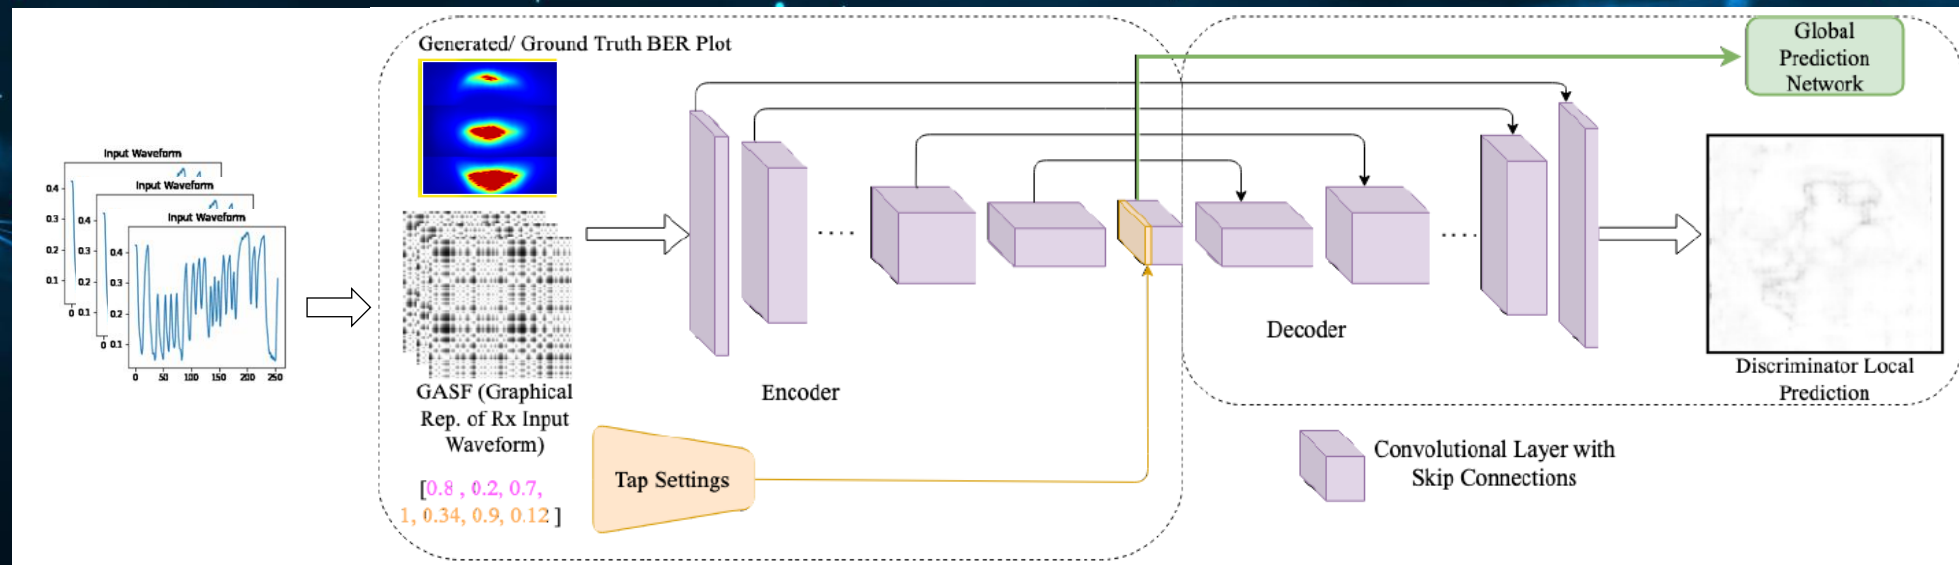 Generated/ Ground Truth BER Plot
Global
Prediction
Network
Input Waveform
0.4
0.3
0.2
0.1
0
Input Waveform
0.4
0.3
0.2
0.1
0
Input Waveform
0.4
0.3
0.2
0.1
0 50 100 150 200 250
GASF (Graphical
Rep. of Rx Input
Waveform)
[0.8 , 0.2, 0.7,
1, 0.34, 0.9, 0.12 ]
Tap Settings
Encoder
....
Decoder
....
Discriminator Local
Prediction
Convolutional Layer with
Skip Connections